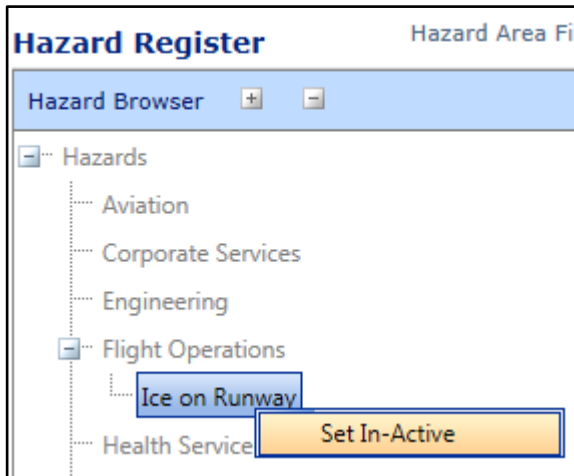 Hazard Register
Hazard Area Fi
Hazard Browser
Hazards
Aviation
Corporate Services
Engineering
Flight Operations
Ice on Runway
Set In-Active
Health Service